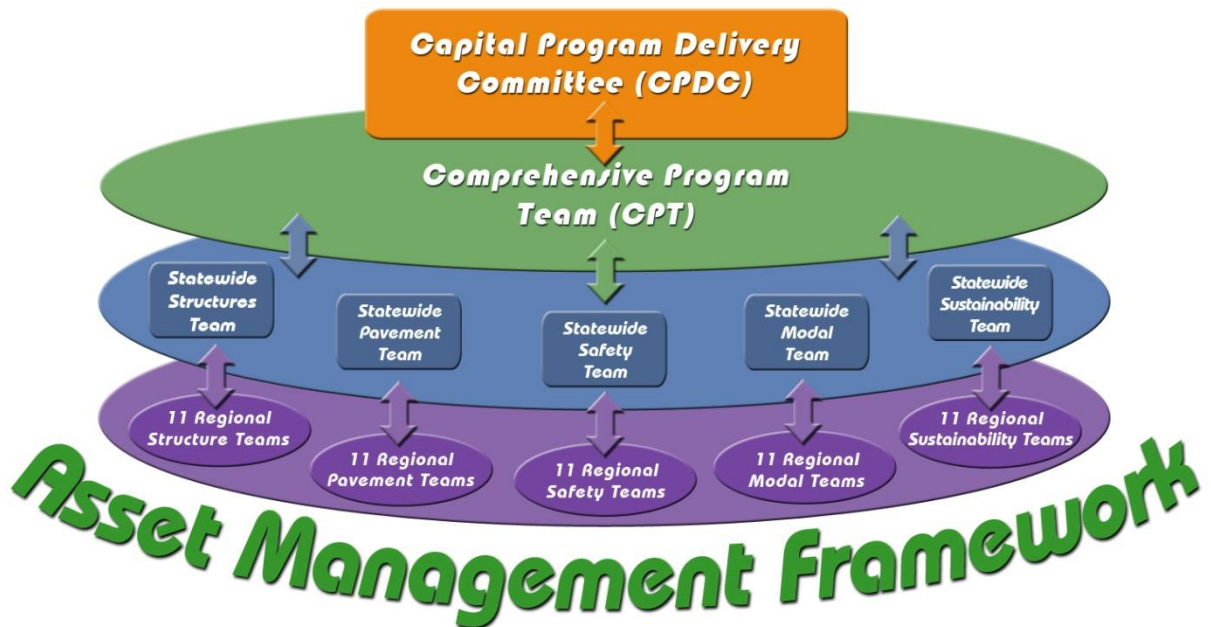 Capital Program Delivery
Committee (CPDC)
Comprehensive Program
Team (CPT)
Statewide
Structures
Team
Statewide
Pavement
Team
Statewide
Safety
Team
Statewide
Modal
Team
Statewide
Sustainability
Team
11 Regional
Structure Teams
11 Regional
Pavement Teams
11 Regional
Safety Teams
11 Regional
Modal Teams
11 Regional
Sustainability Teams
Asset Management Framework